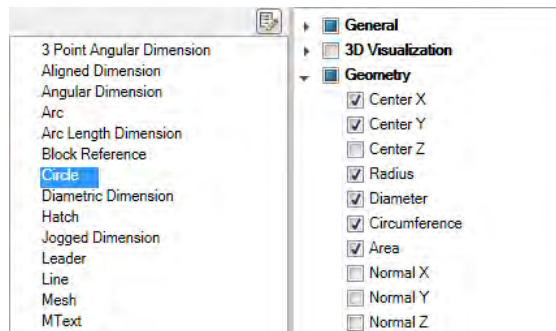 3 Point Angular Dimension
Aligned Dimension
Angular Dimension
Arc
Arc Length Dimension
Block Reference
Circle
Diametric Dimension
Hatch
Jogged Dimension
Leader
Line
Mesh
MText
General
3D Visualization
Geometry
Center X
Center Y
Center Z
Radius
Diameter
Circumference
Area
Normal X
Normal Y
Normal Z